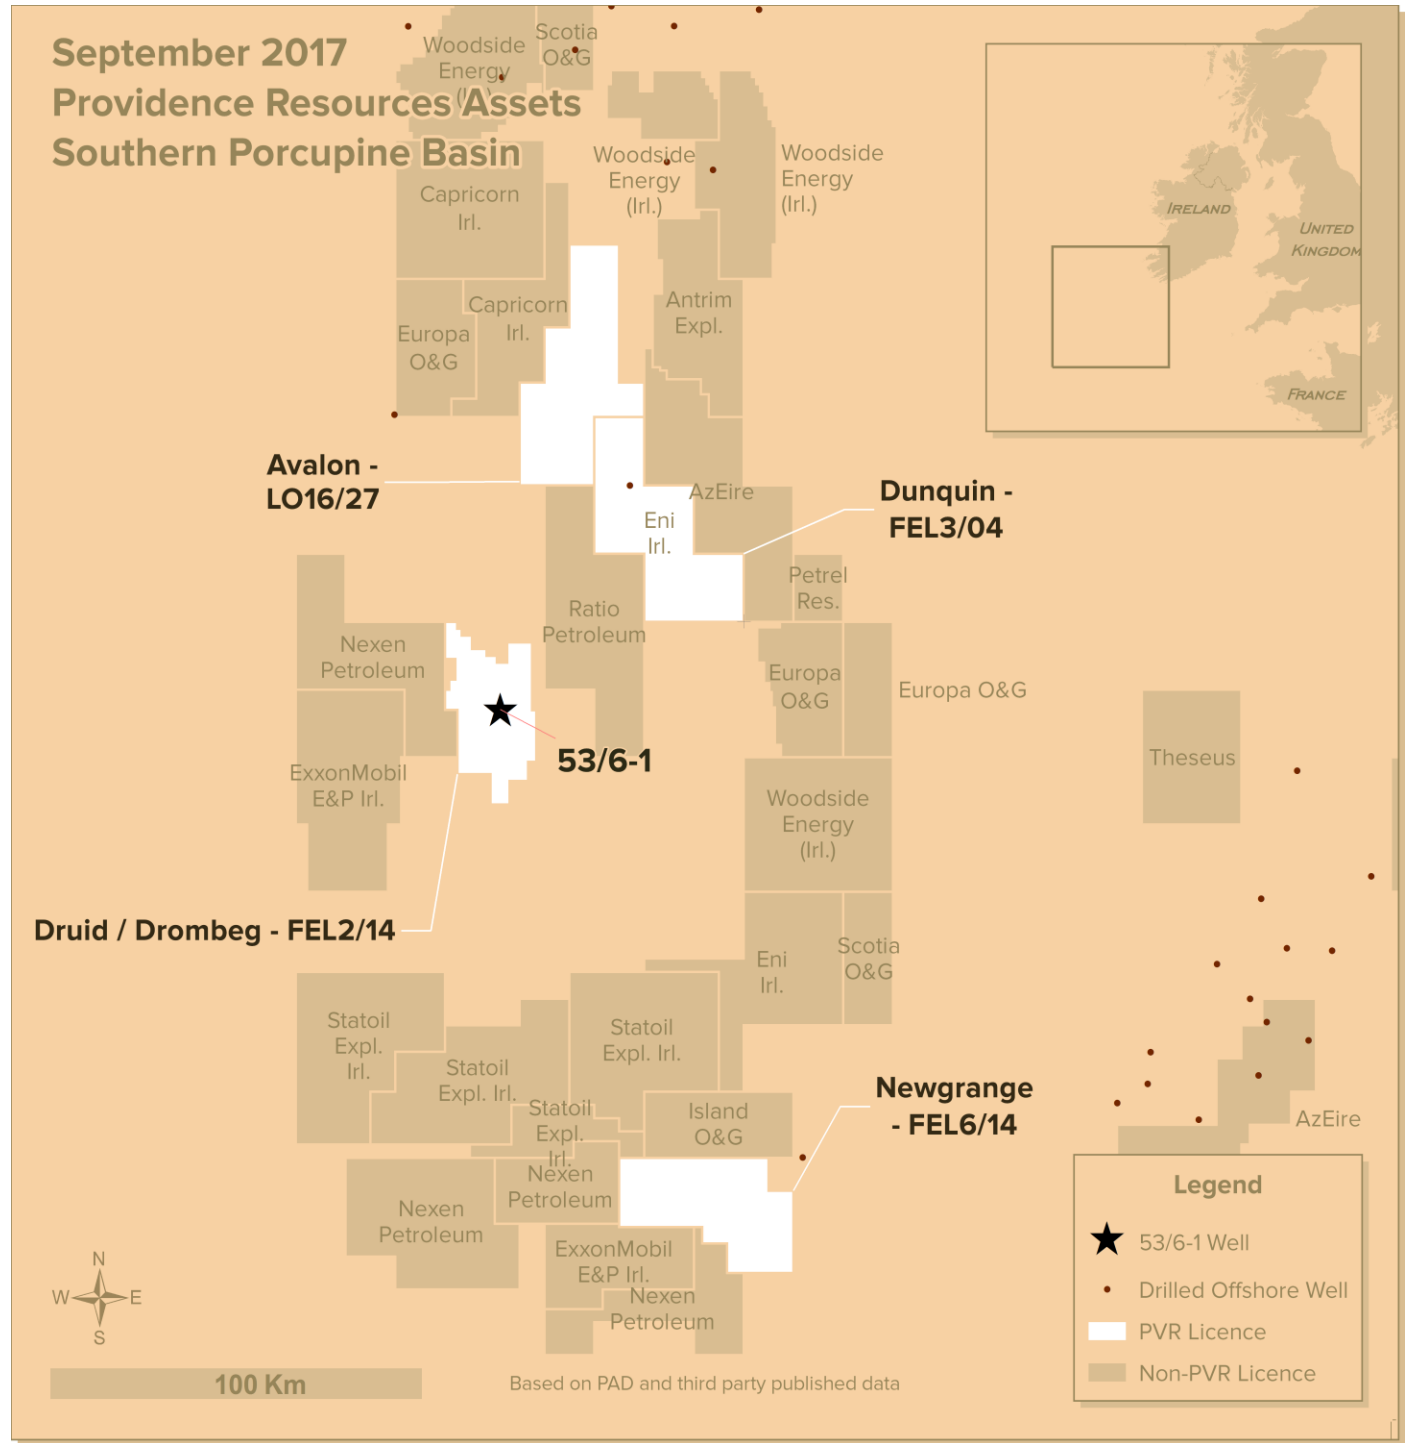 September 2017
Providence Resources Assets
Southern Porcupine Basin
Woodside
Energy
Scotia
O&G
Woodside
Energy
(Irl.)
Woodside
Energy
(Irl.)
Capricorn
Irl.
Capricorn
Irl.
Europa
O&G
Antrim
Expl.
IRELAND
UNITED
KINGDOM
FRANCE
Avalon -
LO16/27
AzEire
Dunquin -
FEL3/04
Eni
Irl.
Petrel
Res.
Ratio
Petroleum
Nexen
Petroleum
Europa
O&G
Europa O&G
53/6-1
Theseus
ExxonMobil
E&P Irl.
Woodside
Energy
(Irl.)
Druid / Drombeg - FEL2/14
Eni
Irl.
Scotia
O&G
Statoil
Expl.
Irl.
Statoil
Expl. Irl.
Statoil
Expl. Irl.
Statoil
Expl.
Irl.
Island
O&G
Newgrange
- FEL6/14
AzEire
Nexen
Petroleum
Nexen
Petroleum
ExxonMobil
E&P Irl.
Nexen
Petroleum
N
W E
S
100 Km
Based on PAD and third party published data
Legend
53/6-1 Well
Drilled Offshore Well
PVR Licence
Non-PVR Licence